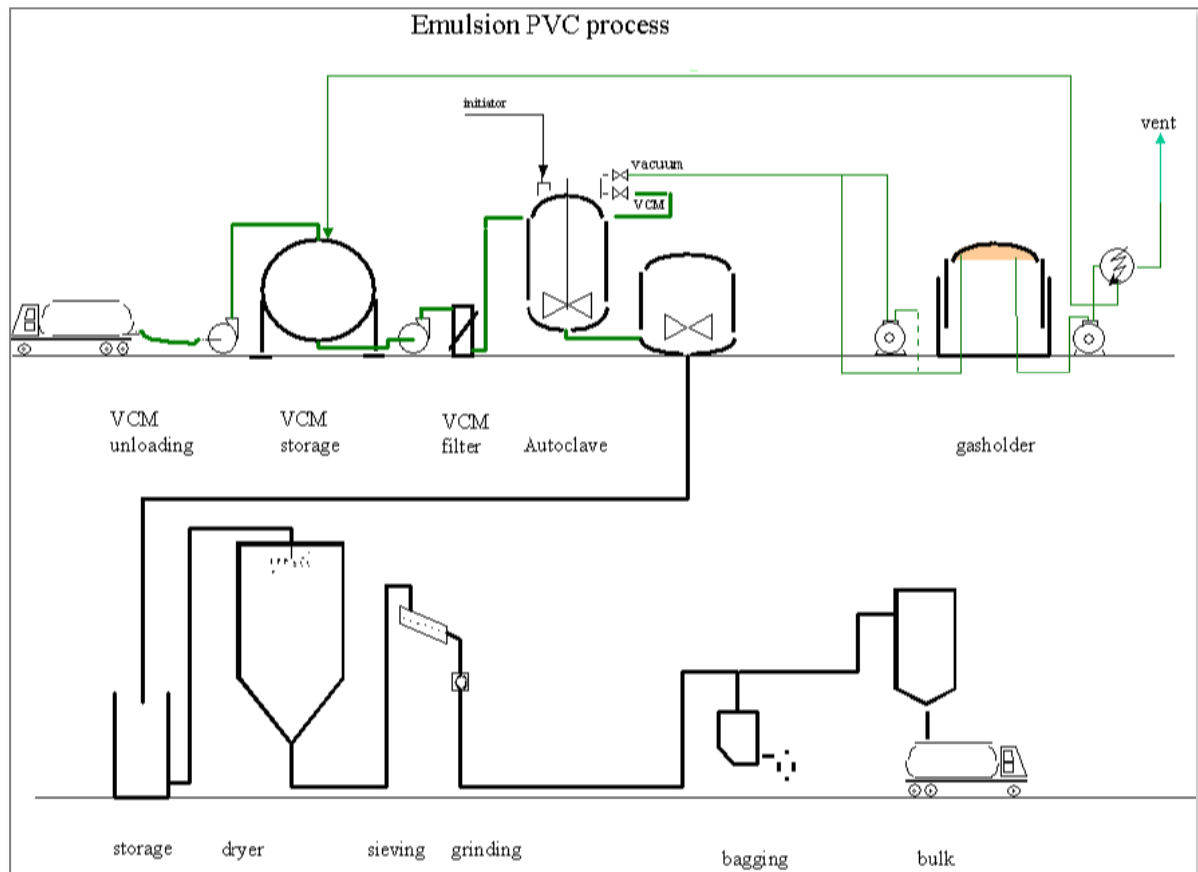 Emulsion PVC process
initiator
vent
vacuum
VCM
VCM
unloading
VCM
storage
VCM
filter
Autoclave
gasholder
storage
dryer
sieving
grinding
bagging
bulk